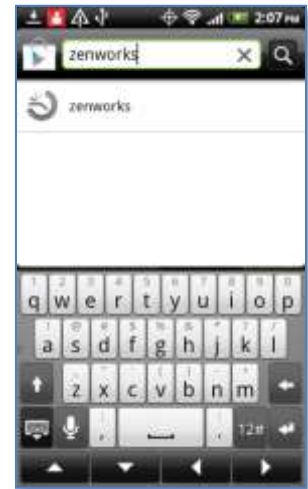 2:07 PM
zenworks
zenworks
q w e r t y u i o p
a s d f g h j k l
z x c v b n m
, . 12#